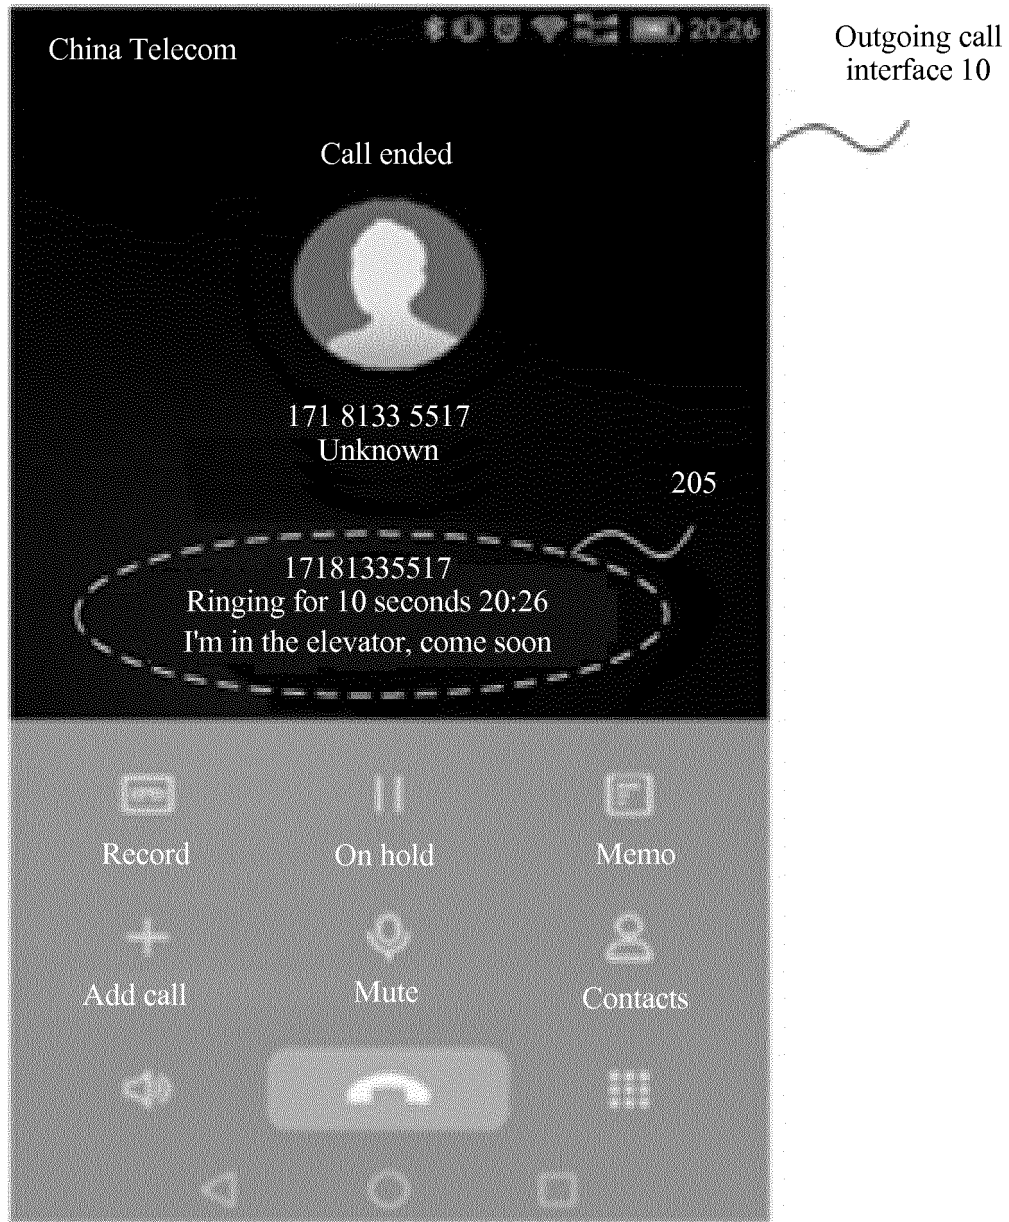 China Telecom
20:26
Outgoing call
interface 10
Call ended
171 8133 5517
Unknown
205
17181335517
Ringing for 10 seconds 20:26
I'm in the elevator, come soon
Record
On hold
Memo
Add call
Mute
Contacts